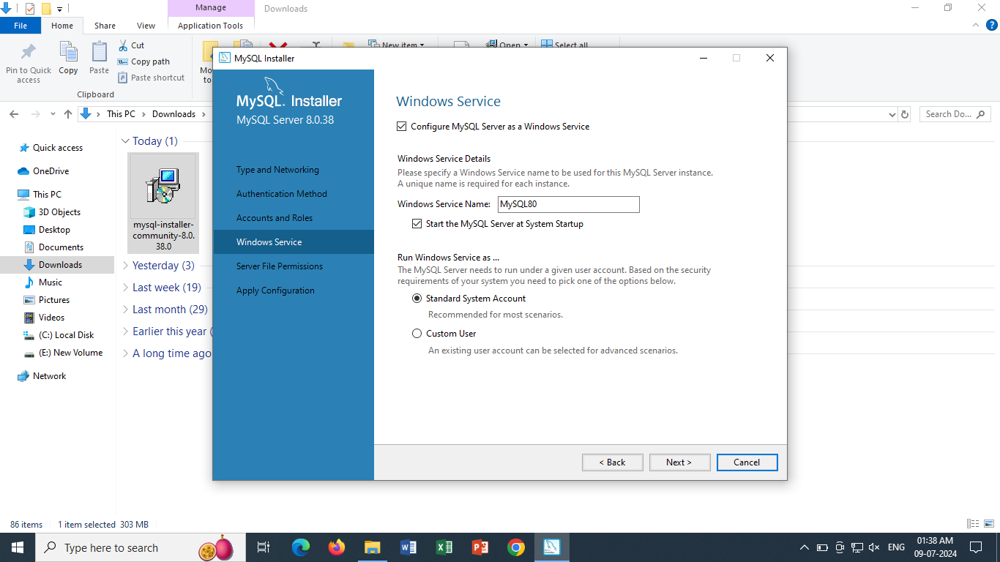 Manage
Downloads
File
Home
Share
View
Application Tools
Pin to Quick
access
Copy
Paste
Cut
Copy path
Paste shortcut
Clipboard
New item
Open
Select all
This PC
Downloads
Search Do...
Quick access
OneDrive
This PC
3D Objects
Desktop
Documents
Downloads
Music
Pictures
Videos
(C:) Local Disk
(E:) New Volume
Network
Today (1)
mysql-installer-
community-8.0.
38.0
Yesterday (3)
Last week (19)
Last month (29)
Earlier this year
A long time ago
MySQL Installer
MySQL. Installer
MySQL Server 8.0.38
Type and Networking
Authentication Method
Accounts and Roles
Windows Service
Server File Permissions
Apply Configuration
Windows Service
Configure MySQL Server as a Windows Service
Windows Service Details
Please specify a Windows Service name to be used for this MySQL Server instance.
A unique name is required for each instance.
Windows Service Name: MySQL80
Start the MySQL Server at System Startup
Run Windows Service as ...
The MySQL Server needs to run under a given user account. Based on the security
requirements of your system you need to pick one of the options below.
Standard System Account
Recommended for most scenarios.
Custom User
An existing user account can be selected for advanced scenarios.
< Back
Next >
Cancel
86 items
1 item selected 303 MB
Type here to search
ENG
01:38 AM
09-07-2024